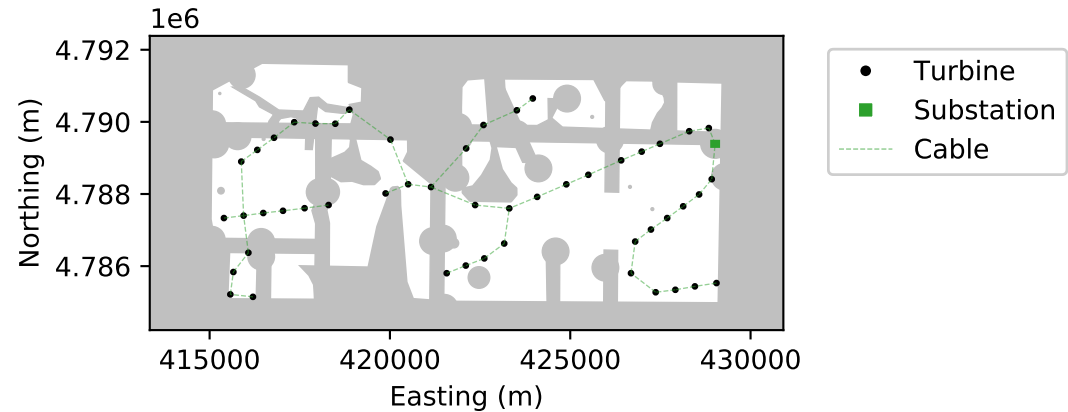 1e6
4.792
4.790
4.788
4.786
Northing (m)
415000 420000 425000 430000
Easting (m)
Turbine
Substation
Cable